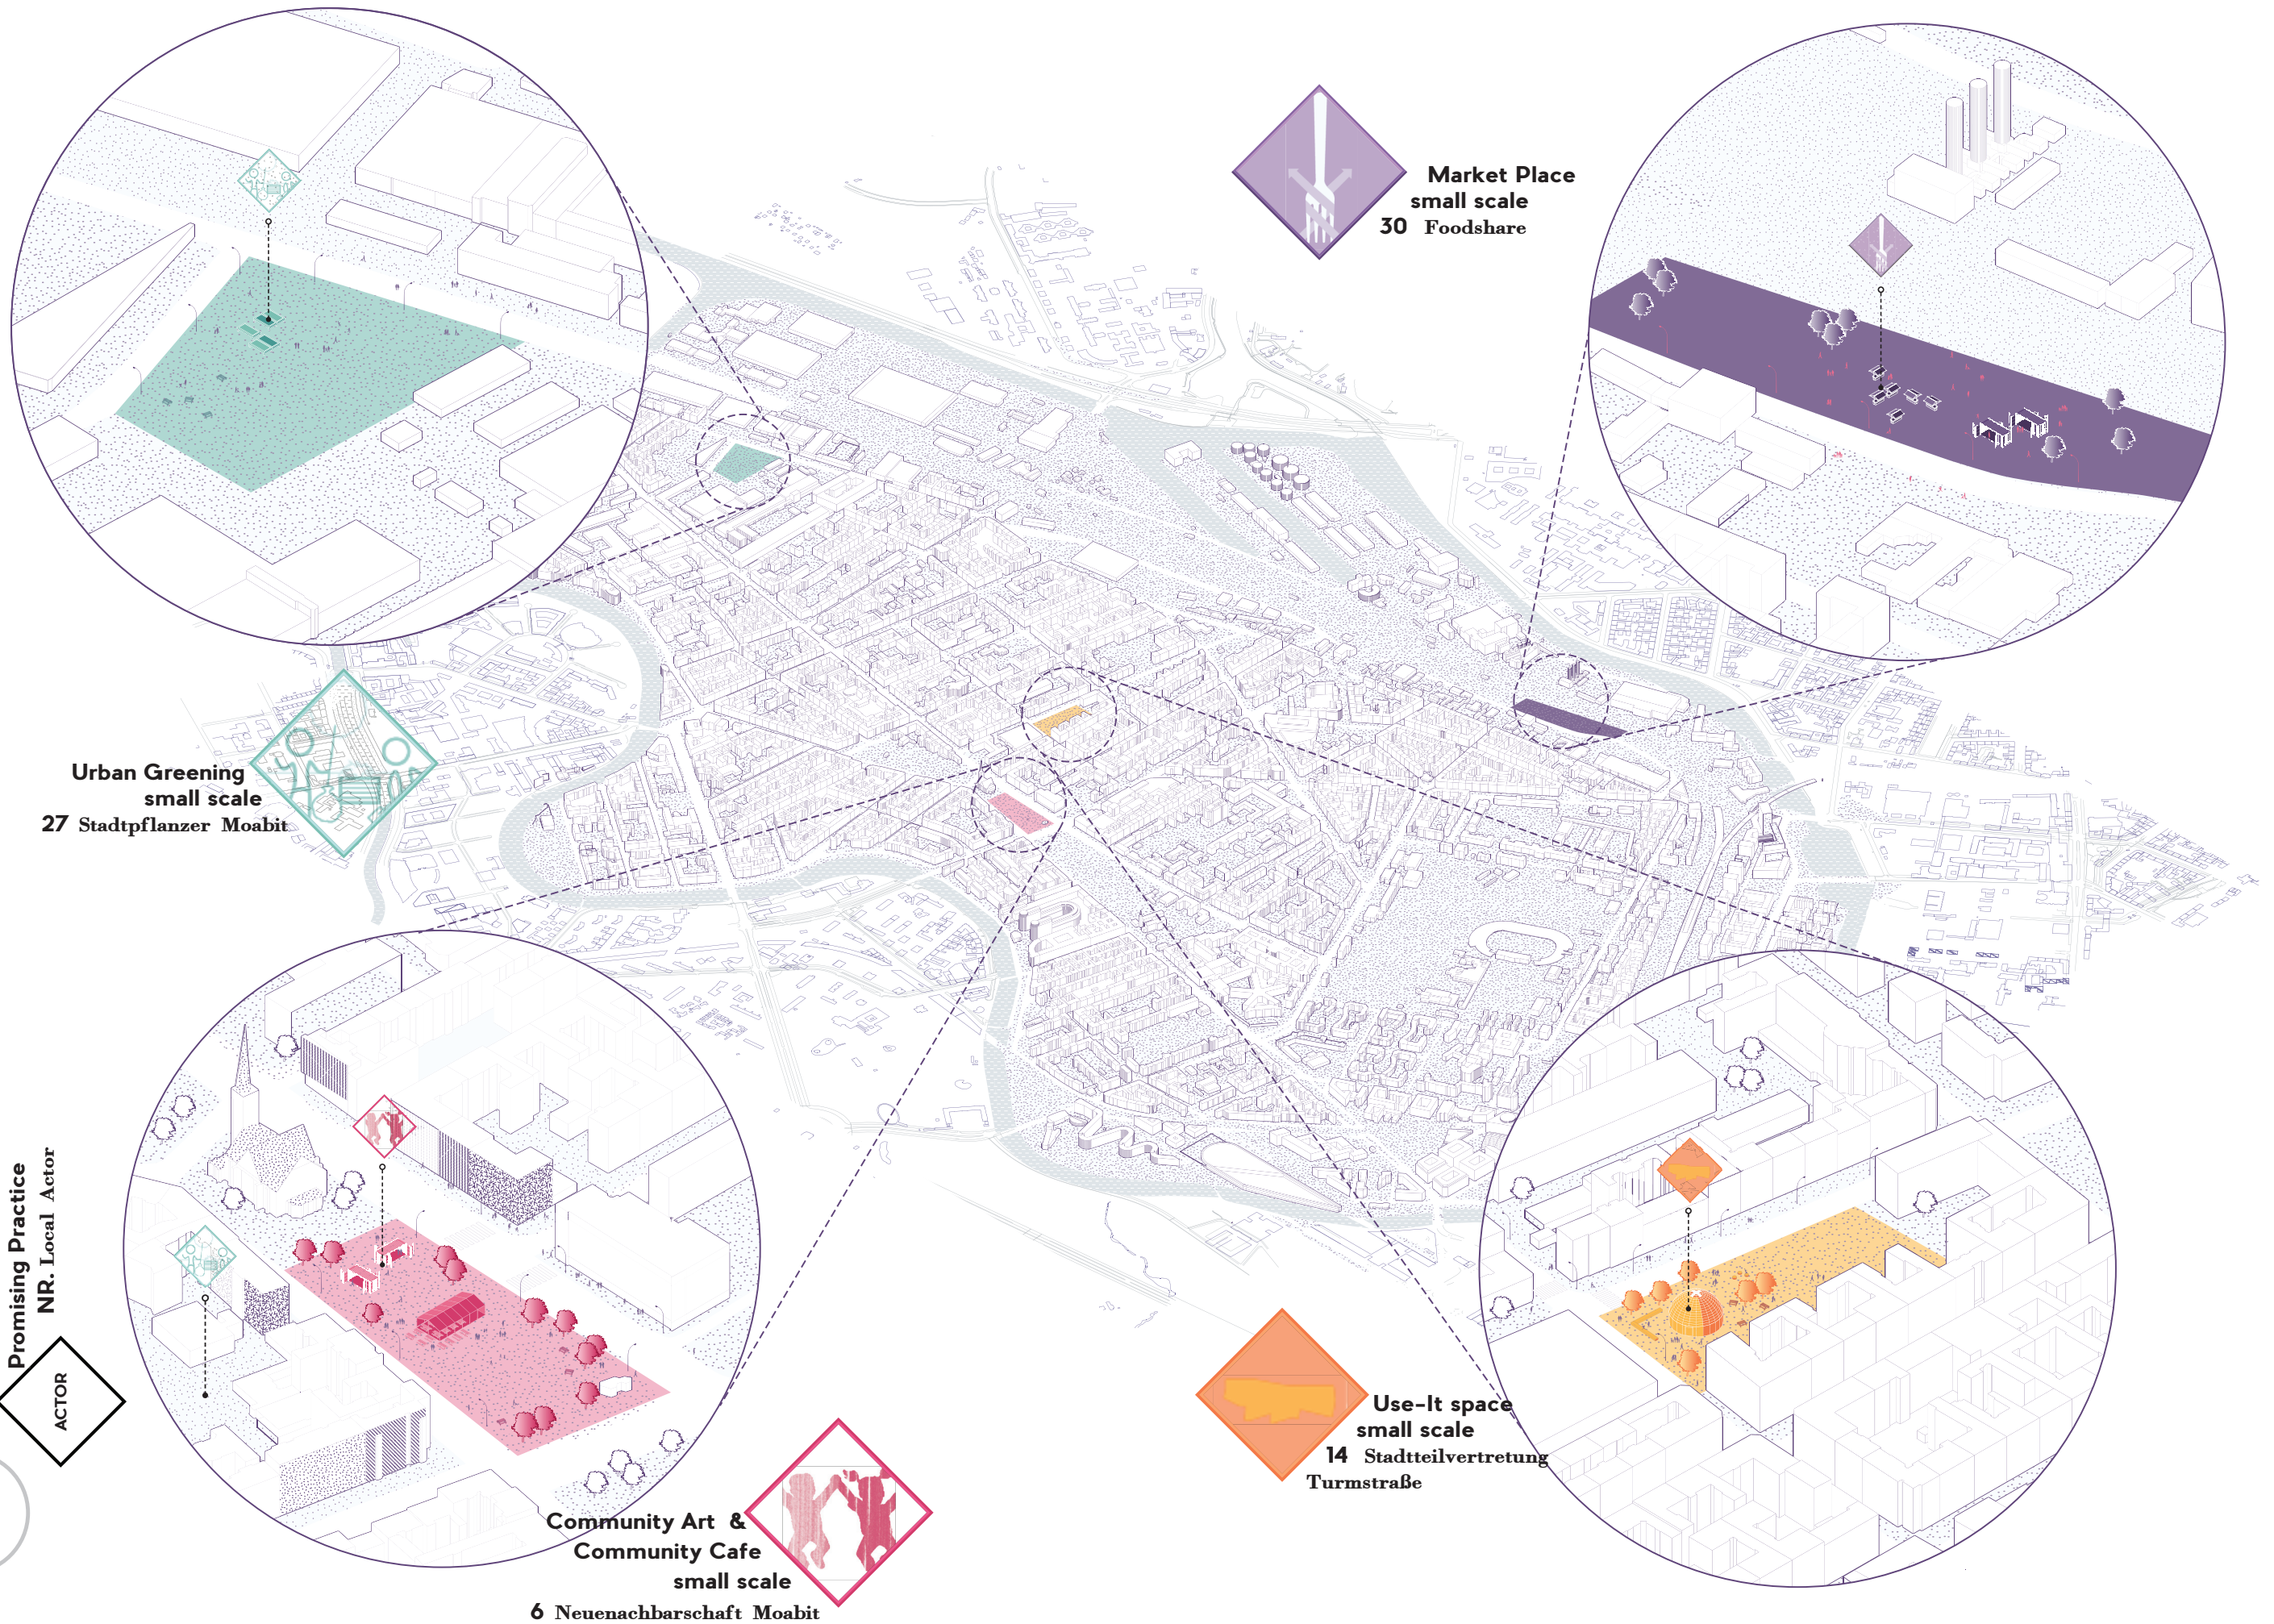 Market Place
small scale
30 Foodshare
Urban Greening
small scale
27 Stadtpflanzer Moabit
Promising Practice
NR. Local Actor
ACTOR
Use-It space
small scale
14 Stadtteilvertretung
Turmstraße
Community Art &
Community Cafe
small scale
6 Neuenachbarschaft Moabit